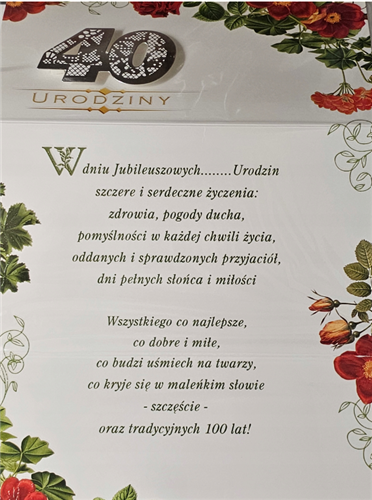 40
URODZINY
W dniu Jubileuszowych........Urodzin
szczere i serdeczne życzenia:
zdrowia, pogody ducha,
pomyślności w każdej chwili życia,
oddanych i sprawdzonych przyjaciół,
dni pełnych słońca i miłości
Wszystkiego co najlepsze,
co dobre i miłe,
co budzi uśmiech na twarzy,
co kryje się w maleńkim słowie
- szczęście -
oraz tradycyjnych 100 lat!